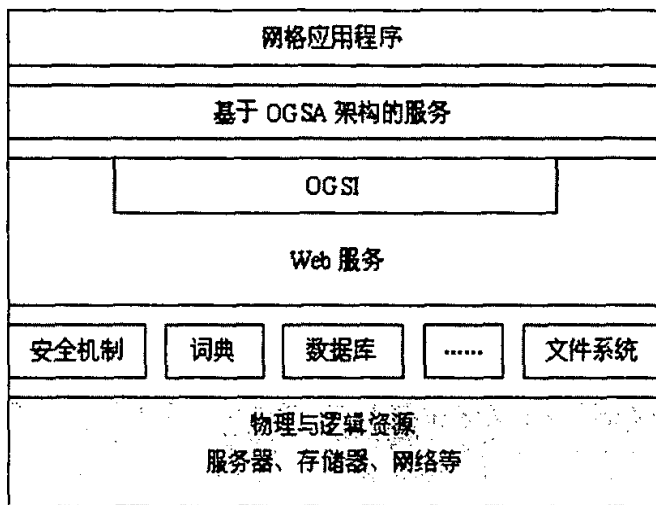 网格应用程序
基于 OGSA 架构的服务
OGSI
Web 服务
安全机制 词典 数据库 …… 文件系统
物理与逻辑资源
服务器、存储器、网络等